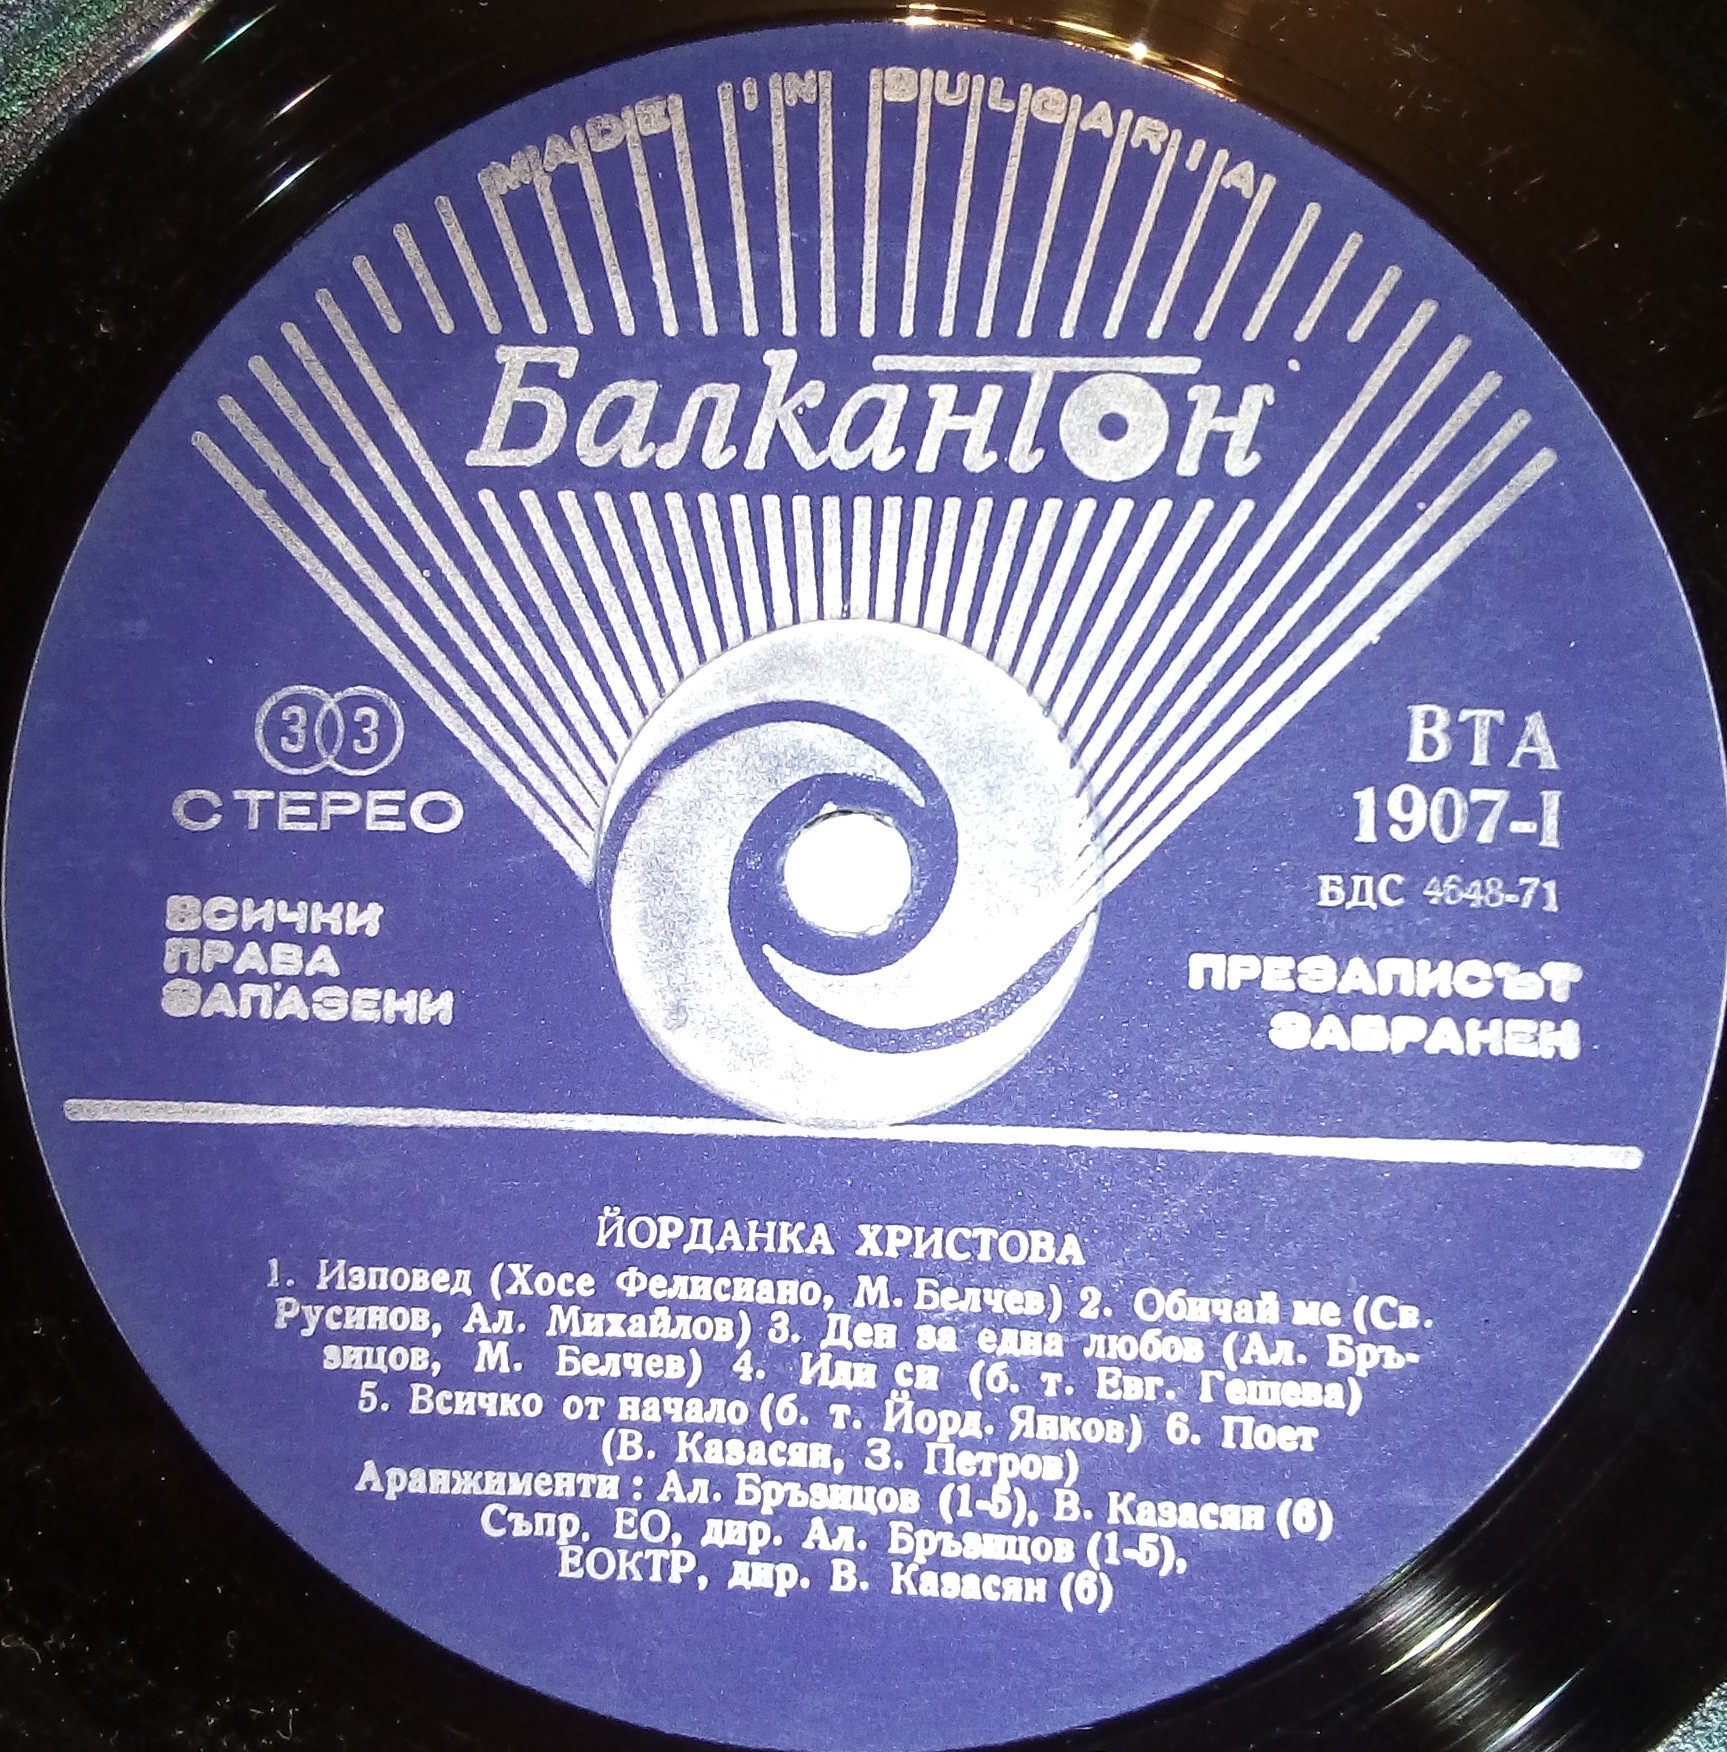 MADE IN BULGARIA
Балкантон
33
СТЕРЕО
ВСИЧКИ
ПРАВА
ЗАПАЗЕНИ
ВТА
1907-I
БДС 4648-71
ПРЕЗАПИСЪТ
ЗАБРАНЕН
ЙОРДАНКА ХРИСТОВА
1. Изповед (Хосе Фелисиано, М. Белчев) 2. Обичай ме (Св.
Русинов, Ал. Михайлов) 3. Ден за една любов (Ал. Бръ-
зицов, М. Белчев) 4. Иди си (б. т. Евг. Гешева)
5. Всичко от начало (б. т. Йорд. Янков) 6. Поет
(В. Казасян, З. Петров)
Аранжименти : Ал. Бръзицов (1-5), В. Казасян (6)
Съпр. ЕО, дир. Ал. Бръзицов (1-5),
ЕОКТР, дир. В. Казасян (6)